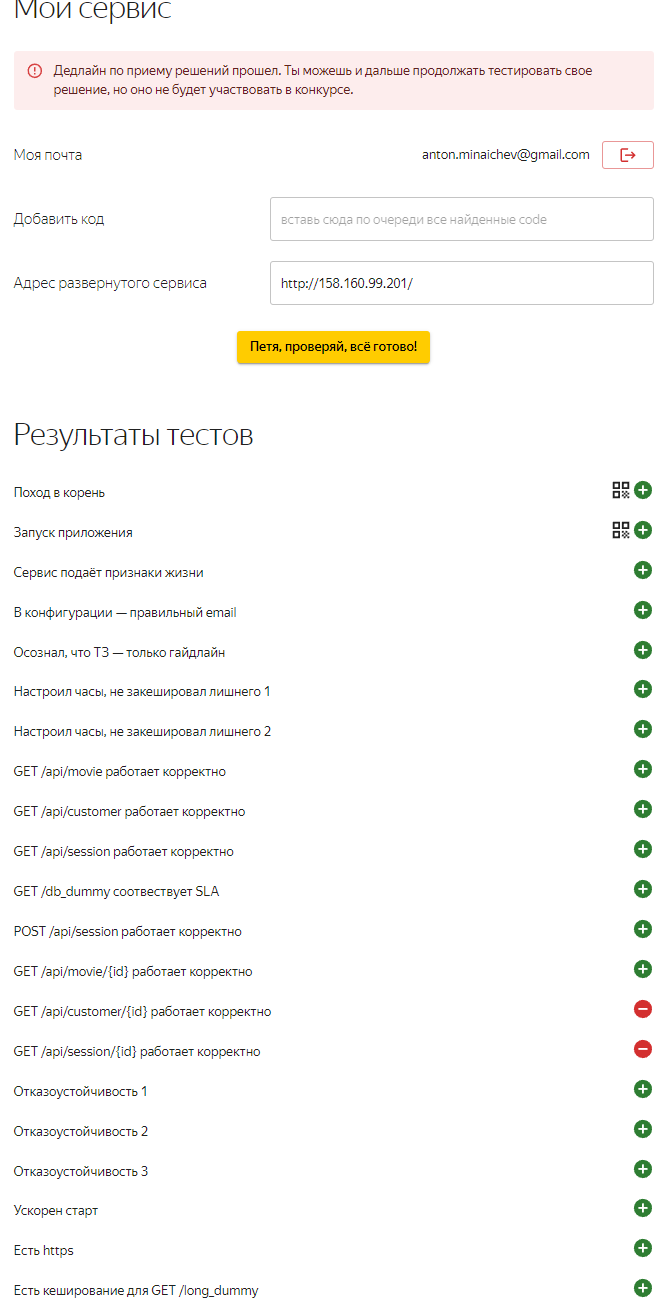 Мой сервис
Дедлайн по приему решений прошел. Ты можешь и дальше продолжать тестировать свое
решение, но оно не будет участвовать в конкурсе.
Моя почта
anton.minaichev@gmail.com
Добавить код
вставь сюда по очереди все найденные code
Адрес развернутого сервиса
http://158.160.99.201/
Петя, проверяй, всё готово!
Результаты тестов
Поход в корень
Запуск приложения
Сервис подаёт признаки жизни
В конфигурации — правильный email
Осознал, что ТЗ — только гайдлайн
Настроил часы, не закешировал лишнего 1
Настроил часы, не закешировал лишнего 2
GET /api/movie работает корректно
GET /api/customer работает корректно
GET /api/session работает корректно
GET /db_dummy соотвествует SLA
POST /api/session работает корректно
GET /api/movie/{id} работает корректно
GET /api/customer/{id} работает корректно
GET /api/session/{id} работает корректно
Отказоустойчивость 1
Отказоустойчивость 2
Отказоустойчивость 3
Ускорен старт
Есть https
Есть кеширование для GET /long_dummy